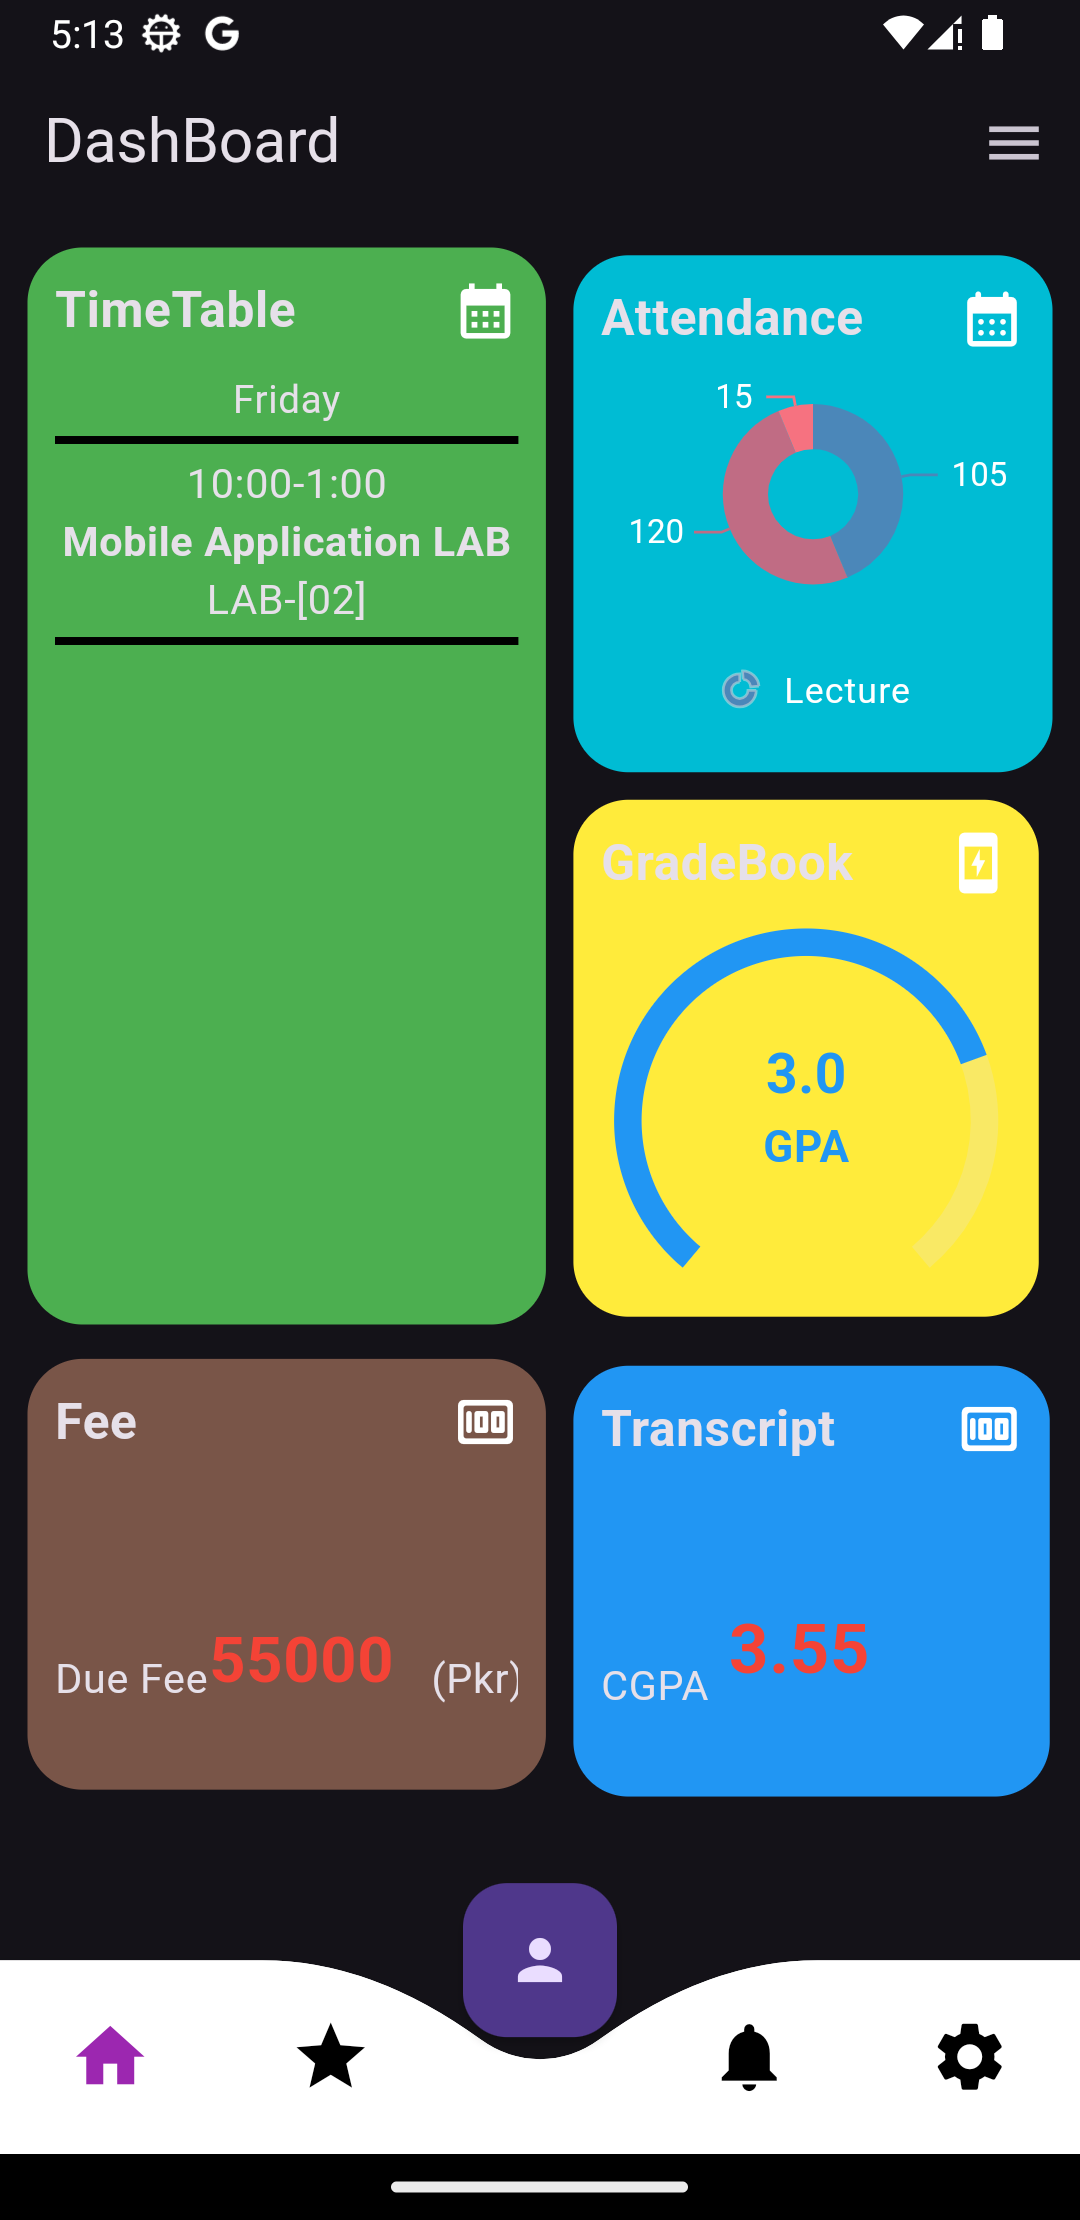 5:13
DashBoard
TimeTable
Friday
10:00-1:00
Mobile Application LAB
LAB-[02]
Attendance
15
105
120
Lecture
GradeBook
3.0
GPA
Fee
Due Fee 55000 (Pkr)
Transcript
CGPA 3.55